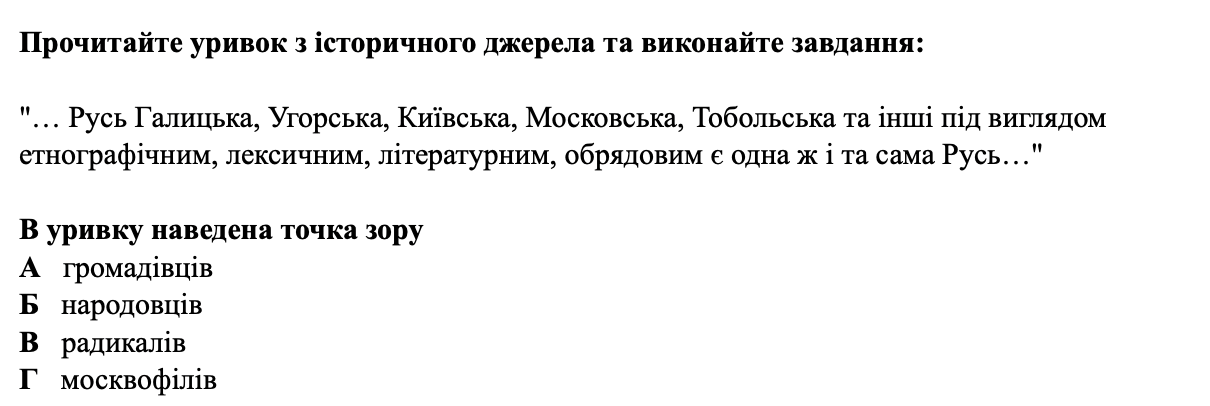 Прочитайте уривок з історичного джерела та виконайте завдання:
"… Русь Галицька, Угорська, Київська, Московська, Тобольська та інші під виглядом
етнографічним, лексичним, літературним, обрядовим є одна ж і та сама Русь…"
В уривку наведена точка зору
А громадівців
Б народовців
В радикалів
Г москвофілів